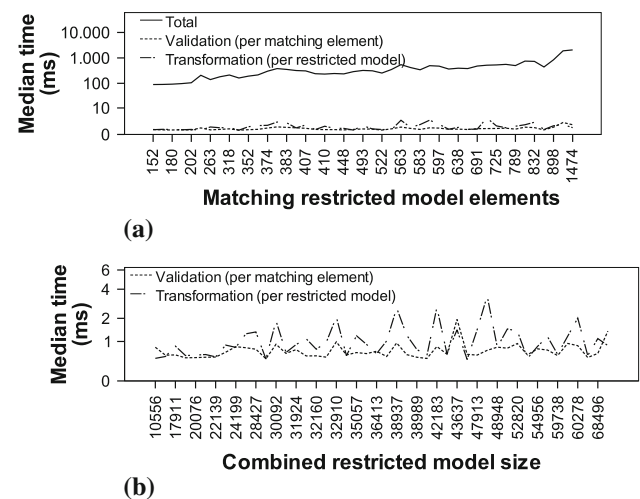 Median time
(ms)
10.000
1.000
100
10
0
Total
Validation (per matching element)
Transformation (per restricted model)
152 180 202 263 318 352 374 383 407 410 448 493 522 563 583 597 638 691 725 789 832 898 1474
Matching restricted model elements
(a)
Median time
(ms)
6
4
2
1
0
Validation (per matching element)
Transformation (per restricted model)
10556 17911 20076 22139 24199 28427 30092 31924 32160 32910 35057 36413 38937 38989 42183 43637 47913 48948 52820 54956 59738 60278 68496
Combined restricted model size
(b)